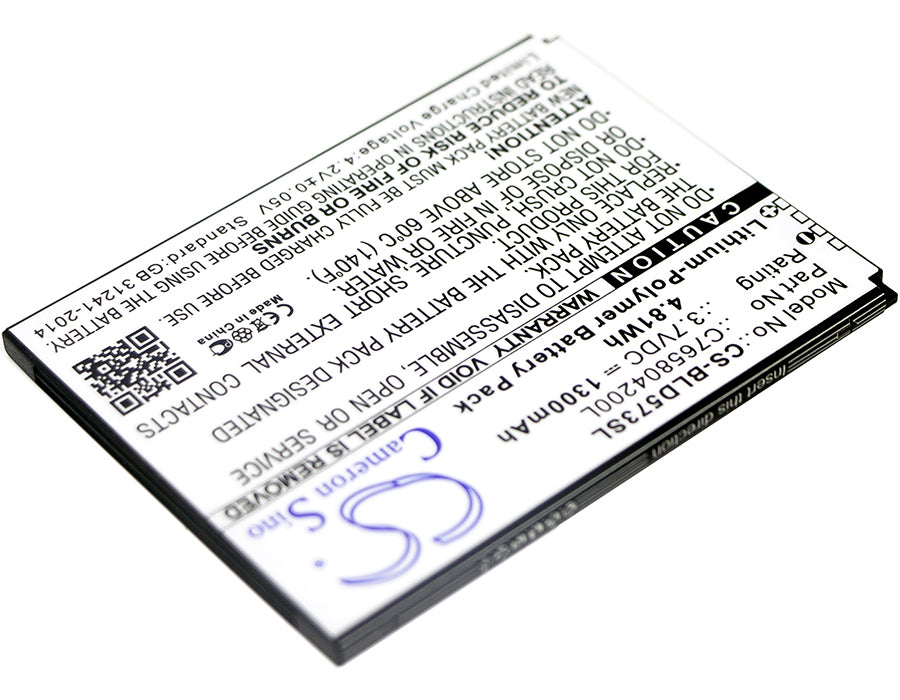 Model No.: CS-BLD573SL
Part No : C765804200L
Rating : 3.7VDC ⎓ 1300mAh
4.81Wh
Lithium-Polymer Battery Pack
CAUTION WARRANTY VOID IF LABEL IS REMOVED
·DO NOT ATTEMPT TO DISASSEMBLE, OPEN OR SERVICE
THE BATTERY PACK.
·REPLACE BATTERY PACK DESIGNATED
FOR THIS
·DO NOT CRUSH, PUNCTURE, SHORT EXTERNAL CONTACTS
OR DISPOSE OF IN FIRE OR WATER.
·DO NOT STORE ABOVE 60°C (140°F).
ATTENTION!
NEW BATTERY PACK MUST BE FULLY CHARGED BEFORE USE.
TO REDUCE RISK OF FIRE OR BURNS
READ INSTRUCTIONS IN OPERATING GUIDE BEFORE USING THE BATTERY.
Limited Charge Voltage:4.2V±0.05V Standard:GB 31241-2014
Made in China
CS
Cameron Sino
Insert this direction